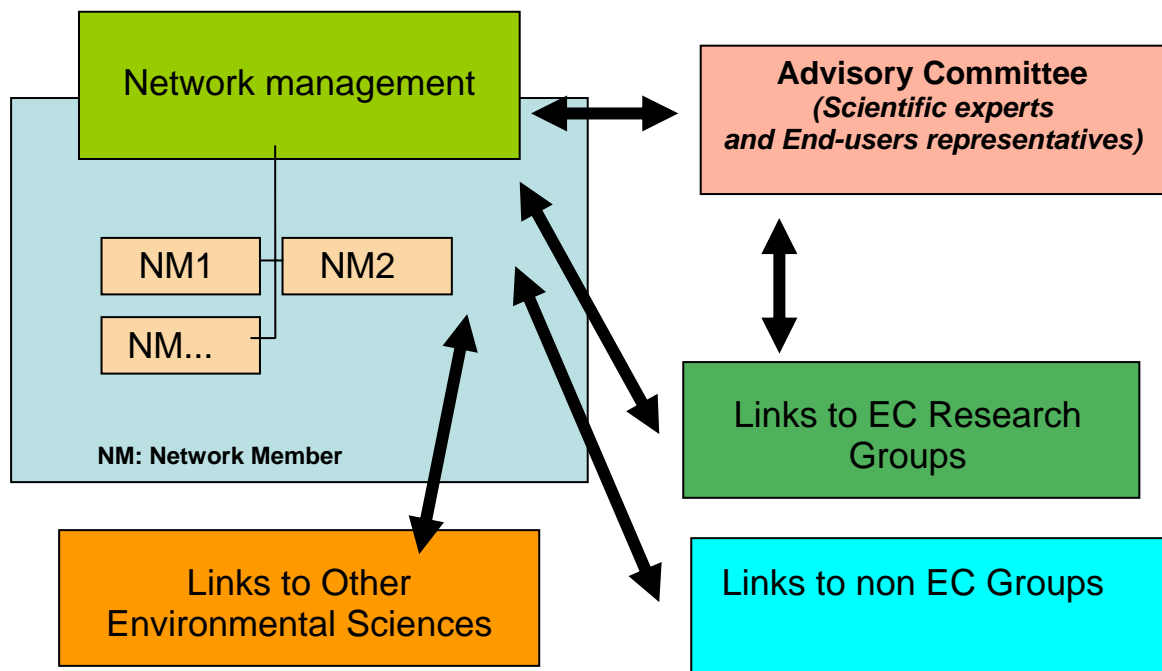 Network management
Advisory Committee
(Scientific experts
and End-users representatives)
NM1
NM2
NM...
NM: Network Member
Links to EC Research
Groups
Links to Other
Environmental Sciences
Links to non EC Groups